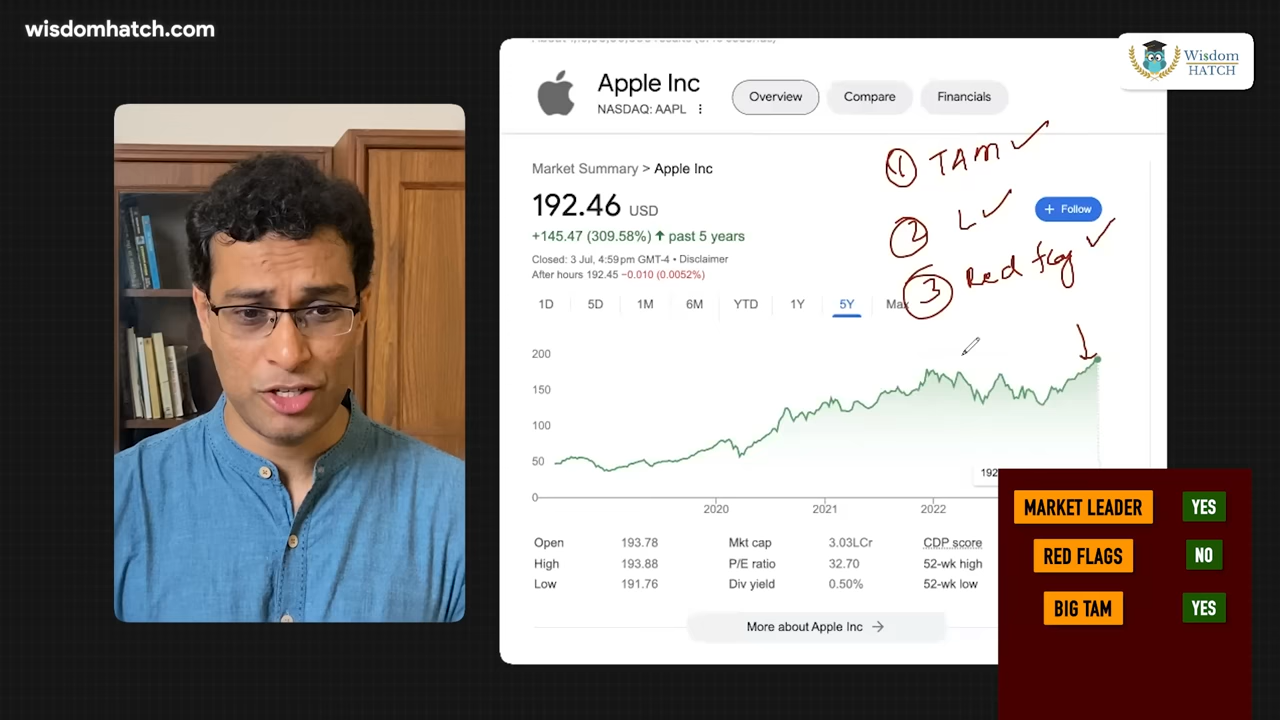 wisdomhatch.com
Wisdom
HATCH
Apple Inc
NASDAQ: AAPL
Overview
Compare
Financials
Market Summary > Apple Inc
192.46 USD
+145.47 (309.58%) ↑ past 5 years
Closed: 3 Jul, 4:59 pm GMT-4 • Disclaimer
After hours 192.45 −0.010 (0.0052%)
+ Follow
1D 5D 1M 6M YTD 1Y 5Y Max
① TAM ✓
② L ✓
③ Red flag ✓
200
150
100
50
0
2020 2021 2022
192
Open 193.78 Mkt cap 3.03LCr CDP score
High 193.88 P/E ratio 32.70 52-wk high
Low 191.76 Div yield 0.50% 52-wk low
More about Apple Inc →
MARKET LEADER YES
RED FLAGS NO
BIG TAM YES